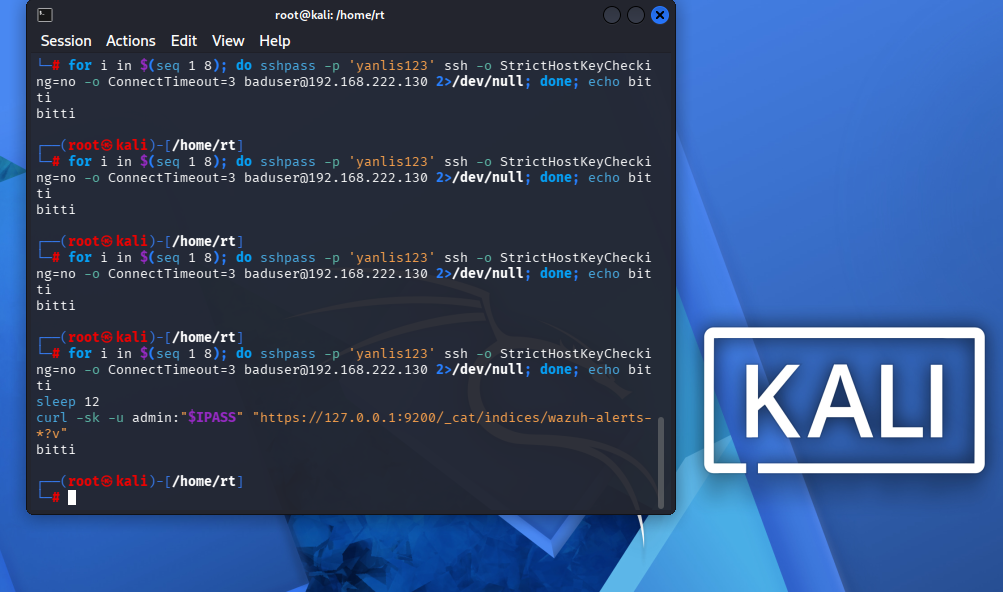 root@kali: /home/rt
Session Actions Edit View Help
└─# for i in $(seq 1 8); do sshpass -p 'yanlis123' ssh -o StrictHostKeyChecki
ng=no -o ConnectTimeout=3 baduser@192.168.222.130 2>/dev/null; done; echo bit
ti
bitti
┌──(root㉿kali)-[/home/rt]
└─# for i in $(seq 1 8); do sshpass -p 'yanlis123' ssh -o StrictHostKeyChecki
ng=no -o ConnectTimeout=3 baduser@192.168.222.130 2>/dev/null; done; echo bit
ti
bitti
┌──(root㉿kali)-[/home/rt]
└─# for i in $(seq 1 8); do sshpass -p 'yanlis123' ssh -o StrictHostKeyChecki
ng=no -o ConnectTimeout=3 baduser@192.168.222.130 2>/dev/null; done; echo bit
ti
bitti
┌──(root㉿kali)-[/home/rt]
└─# for i in $(seq 1 8); do sshpass -p 'yanlis123' ssh -o StrictHostKeyChecki
ng=no -o ConnectTimeout=3 baduser@192.168.222.130 2>/dev/null; done; echo bit
ti
sleep 12
curl -sk -u admin:"$IPASS" "https://127.0.0.1:9200/_cat/indices/wazuh-alerts-
*?v"
bitti
┌──(root㉿kali)-[/home/rt]
└─#
KALI